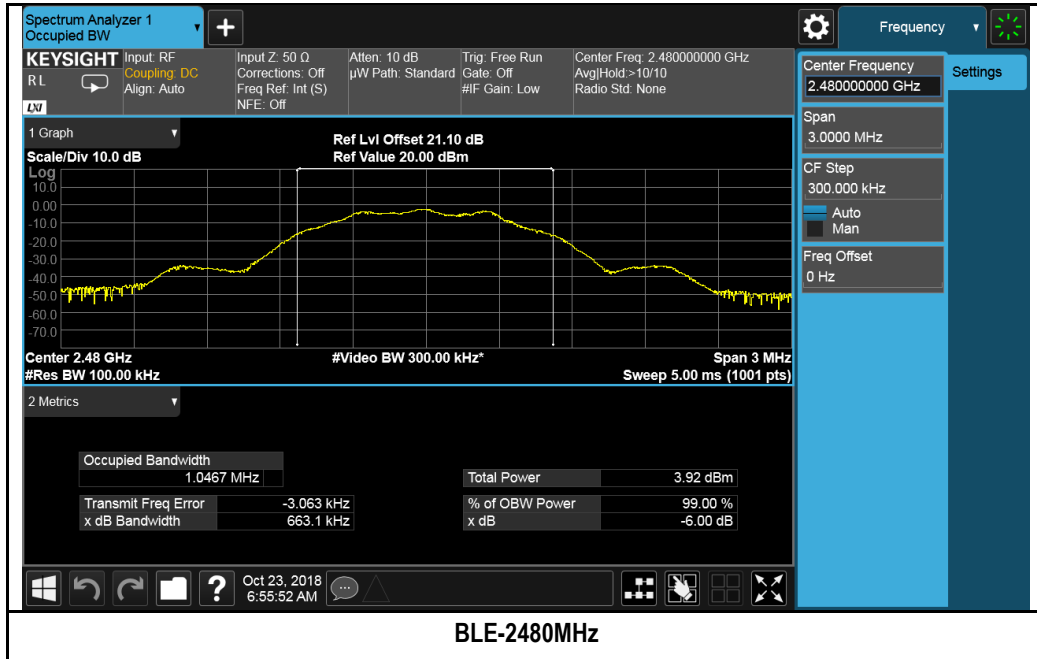 Spectrum Analyzer 1
Occupied BW
+
Frequency
KEYSIGHT
R L
LXI
Input: RF
Coupling: DC
Align: Auto
Input Z: 50 Ω
Corrections: Off
Freq Ref: Int (S)
NFE: Off
Atten: 10 dB
µW Path: Standard
Trig: Free Run
Gate: Off
#IF Gain: Low
Center Freq: 2.480000000 GHz
Avg|Hold:>10/10
Radio Std: None
Center Frequency
2.480000000 GHz
Settings
Span
3.0000 MHz
CF Step
300.000 kHz
Auto
Man
Freq Offset
0 Hz
1 Graph
Scale/Div 10.0 dB
Ref Lvl Offset 21.10 dB
Ref Value 20.00 dBm
Log
10.0
0.00
-10.0
-20.0
-30.0
-40.0
-50.0
-60.0
-70.0
Center 2.48 GHz
#Res BW 100.00 kHz
#Video BW 300.00 kHz*
Span 3 MHz
Sweep 5.00 ms (1001 pts)
2 Metrics
Occupied Bandwidth
1.0467 MHz
Total Power 3.92 dBm
Transmit Freq Error -3.063 kHz
% of OBW Power 99.00 %
x dB Bandwidth 663.1 kHz
x dB -6.00 dB
?
Oct 23, 2018
6:55:52 AM
BLE-2480MHz